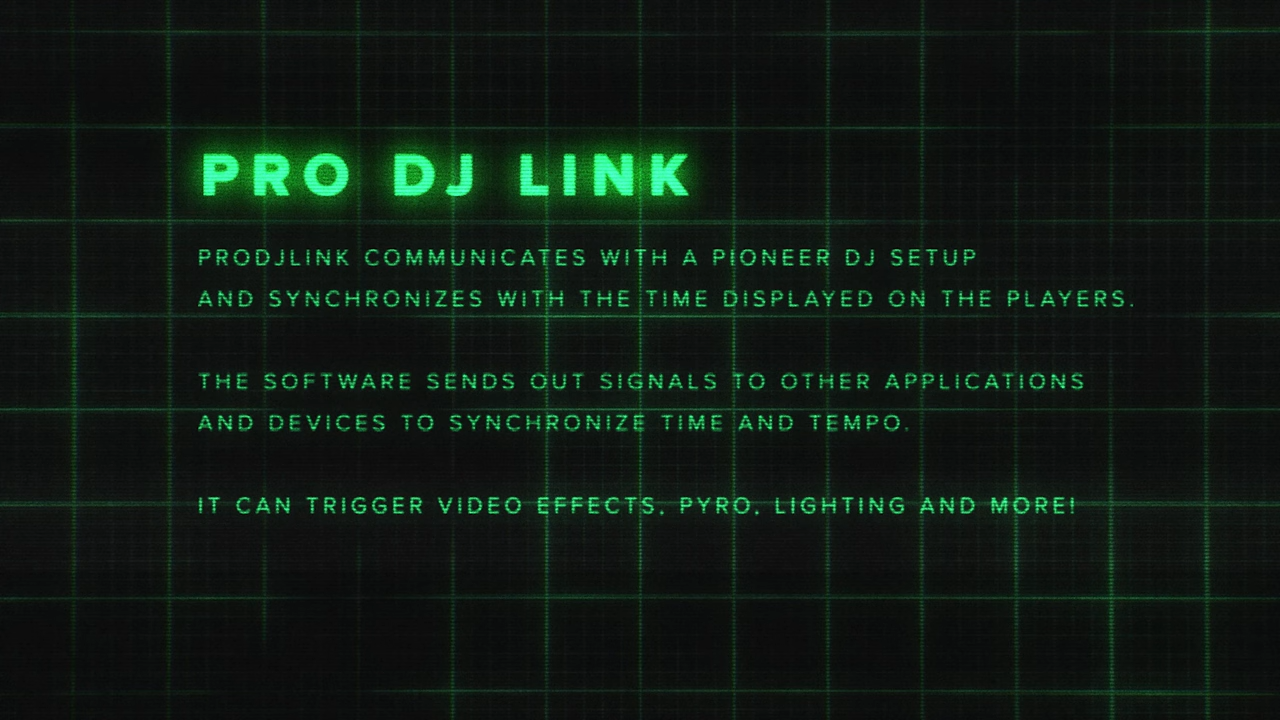 PRO DJ LINK
PRODJLINK COMMUNICATES WITH A PIONEER DJ SETUP
AND SYNCHRONIZES WITH THE TIME DISPLAYED ON THE PLAYERS.
THE SOFTWARE SENDS OUT SIGNALS TO OTHER APPLICATIONS
AND DEVICES TO SYNCHRONIZE TIME AND TEMPO.
IT CAN TRIGGER VIDEO EFFECTS, PYRO, LIGHTING AND MORE!